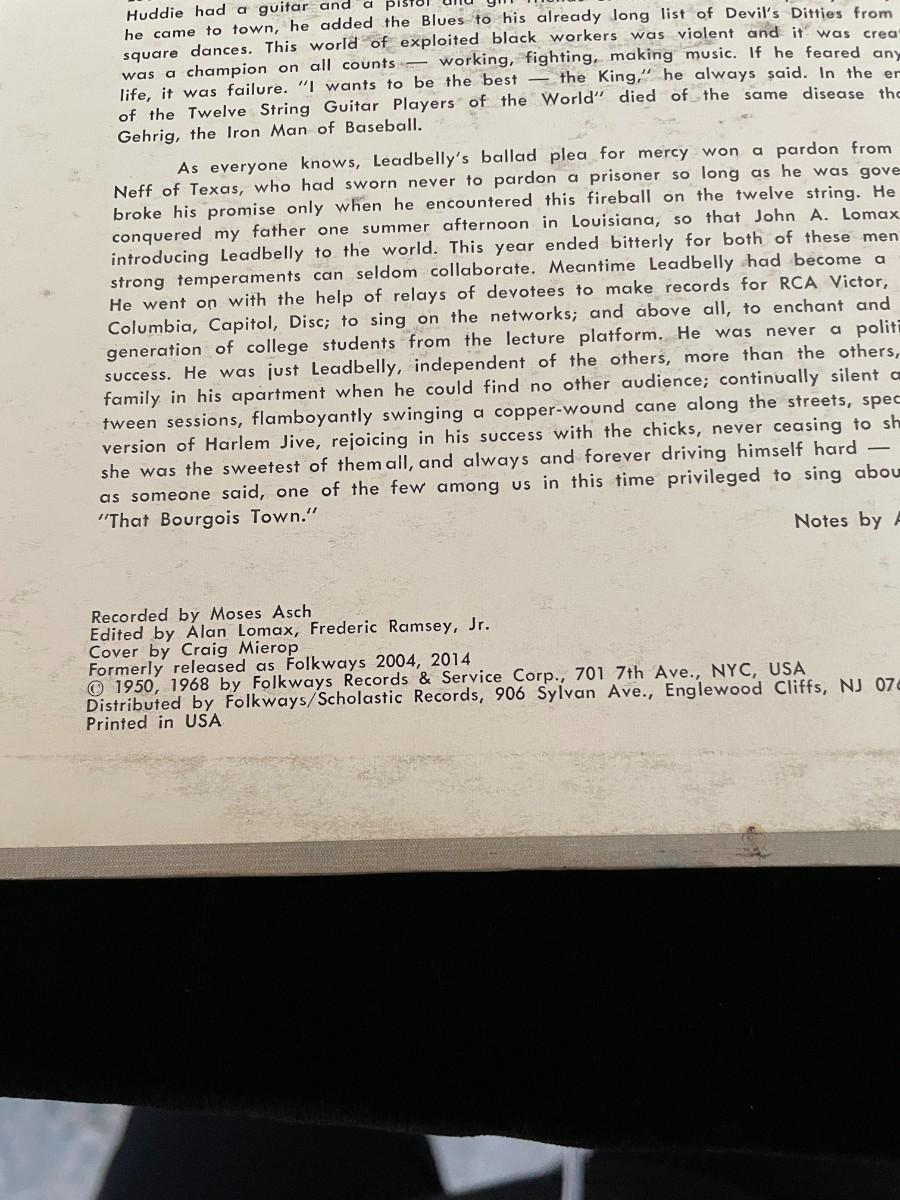 Huddie had a guitar and a pistol and
he came to town, he added the Blues to his already long list of Devil's Ditties from
square dances. This world of exploited black workers was violent and it was crea
was a champion on all counts — working, fighting, making music. If he feared any
life, it was failure. "I wants to be the best — the King," he always said. In the en
of the Twelve String Guitar Players of the World" died of the same disease tha
Gehrig, the Iron Man of Baseball.
As everyone knows, Leadbelly's ballad plea for mercy won a pardon from
Neff of Texas, who had sworn never to pardon a prisoner so long as he was gove
broke his promise only when he encountered this fireball on the twelve string. He
conquered my father one summer afternoon in Louisiana, so that John A. Lomax
introducing Leadbelly to the world. This year ended bitterly for both of these men
strong temperaments can seldom collaborate. Meantime Leadbelly had become a
He went on with the help of relays of devotees to make records for RCA Victor,
Columbia, Capitol, Disc; to sing on the networks; and above all, to enchant and
generation of college students from the lecture platform. He was never a politi
success. He was just Leadbelly, independent of the others, more than the others,
family in his apartment when he could find no other audience; continually silent a
tween sessions, flamboyantly swinging a copper-wound cane along the streets, spec
version of Harlem Jive, rejoicing in his success with the chicks, never ceasing to sh
she was the sweetest of them all, and always and forever driving himself hard —
as someone said, one of the few among us in this time privileged to sing abou
"That Bourgois Town."
Notes by A
Recorded by Moses Asch
Edited by Alan Lomax, Frederic Ramsey, Jr.
Cover by Craig Mierop
Formerly released as Folkways 2004, 2014
© 1950, 1968 by Folkways Records & Service Corp., 701 7th Ave., NYC, USA
Distributed by Folkways/Scholastic Records, 906 Sylvan Ave., Englewood Cliffs, NJ 076
Printed in USA